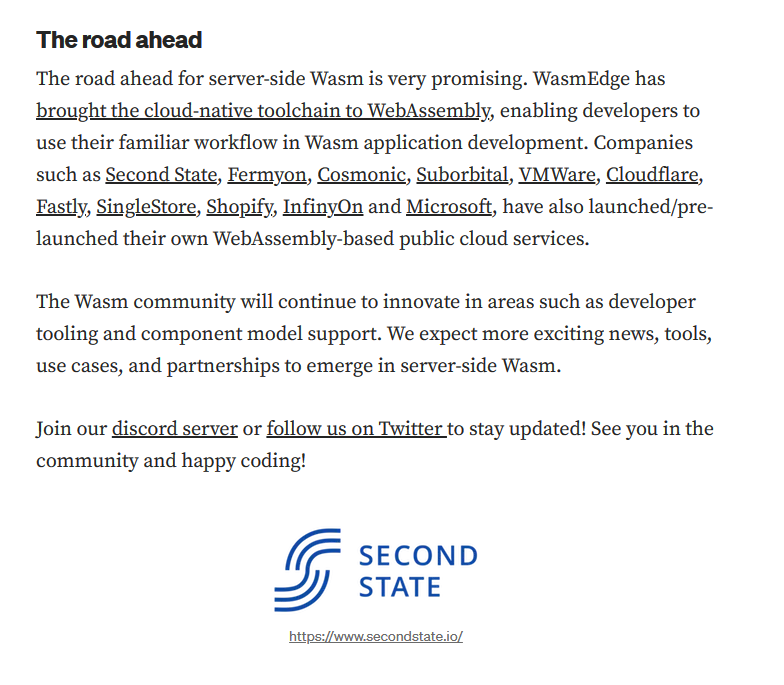 The road ahead
The road ahead for server-side Wasm is very promising. WasmEdge has
brought the cloud-native toolchain to WebAssembly, enabling developers to
use their familiar workflow in Wasm application development. Companies
such as Second State, Fermyon, Cosmonic, Suborbital, VMWare, Cloudflare,
Fastly, SingleStore, Shopify, InfinyOn and Microsoft, have also launched/pre-
launched their own WebAssembly-based public cloud services.
The Wasm community will continue to innovate in areas such as developer
tooling and component model support. We expect more exciting news, tools,
use cases, and partnerships to emerge in server-side Wasm.
Join our discord server or follow us on Twitter to stay updated! See you in the
community and happy coding!
SECOND
STATE
https://www.secondstate.io/